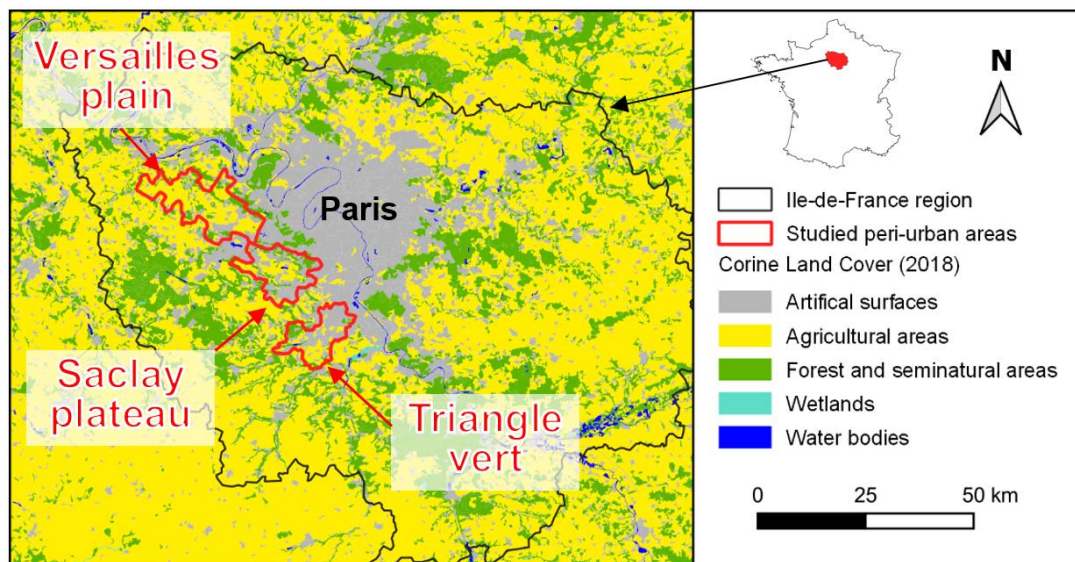 Versailles
plain
Paris
Saclay
plateau
Triangle
vert
N
Ile-de-France region
Studied peri-urban areas
Corine Land Cover (2018)
Artifical surfaces
Agricultural areas
Forest and seminatural areas
Wetlands
Water bodies
0 25 50 km